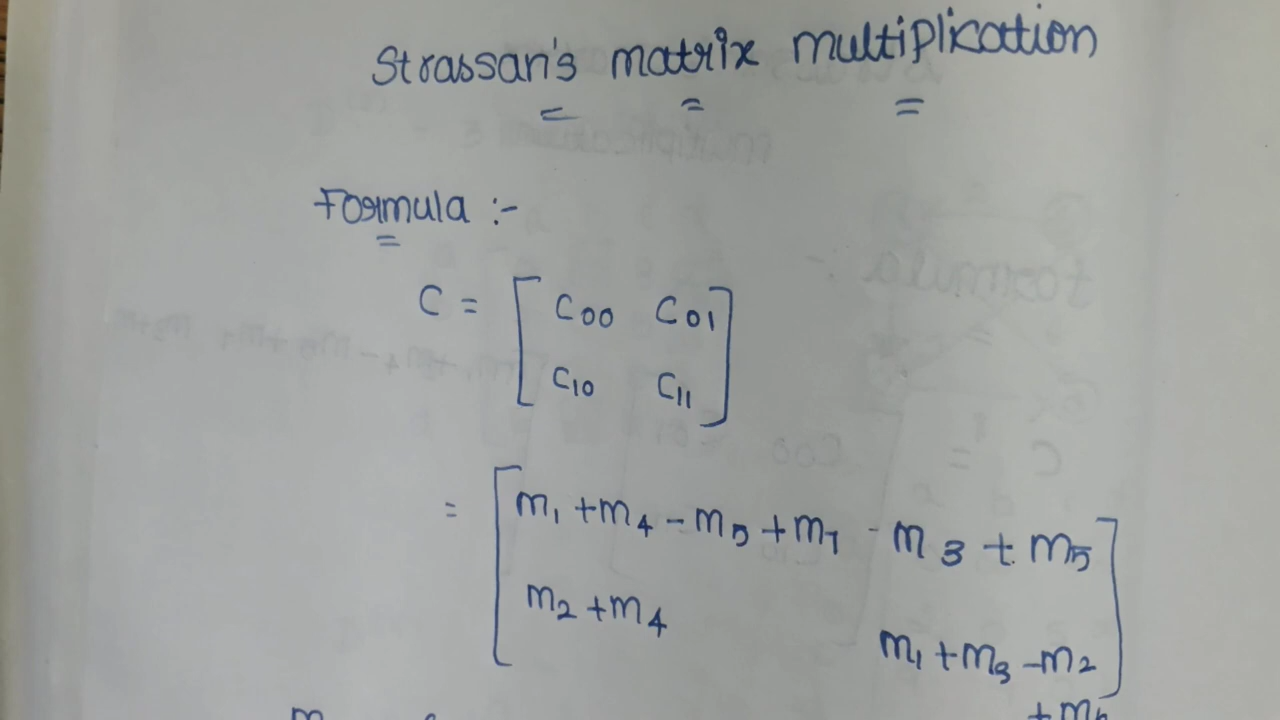 Strassan's matrix multiplication
Formula :-
C = [ C00 C01
C10 C11 ]
= [ m1 + m4 - m5 + m7 - m3 + m5
m2 + m4
m1 + m3 - m2 ]